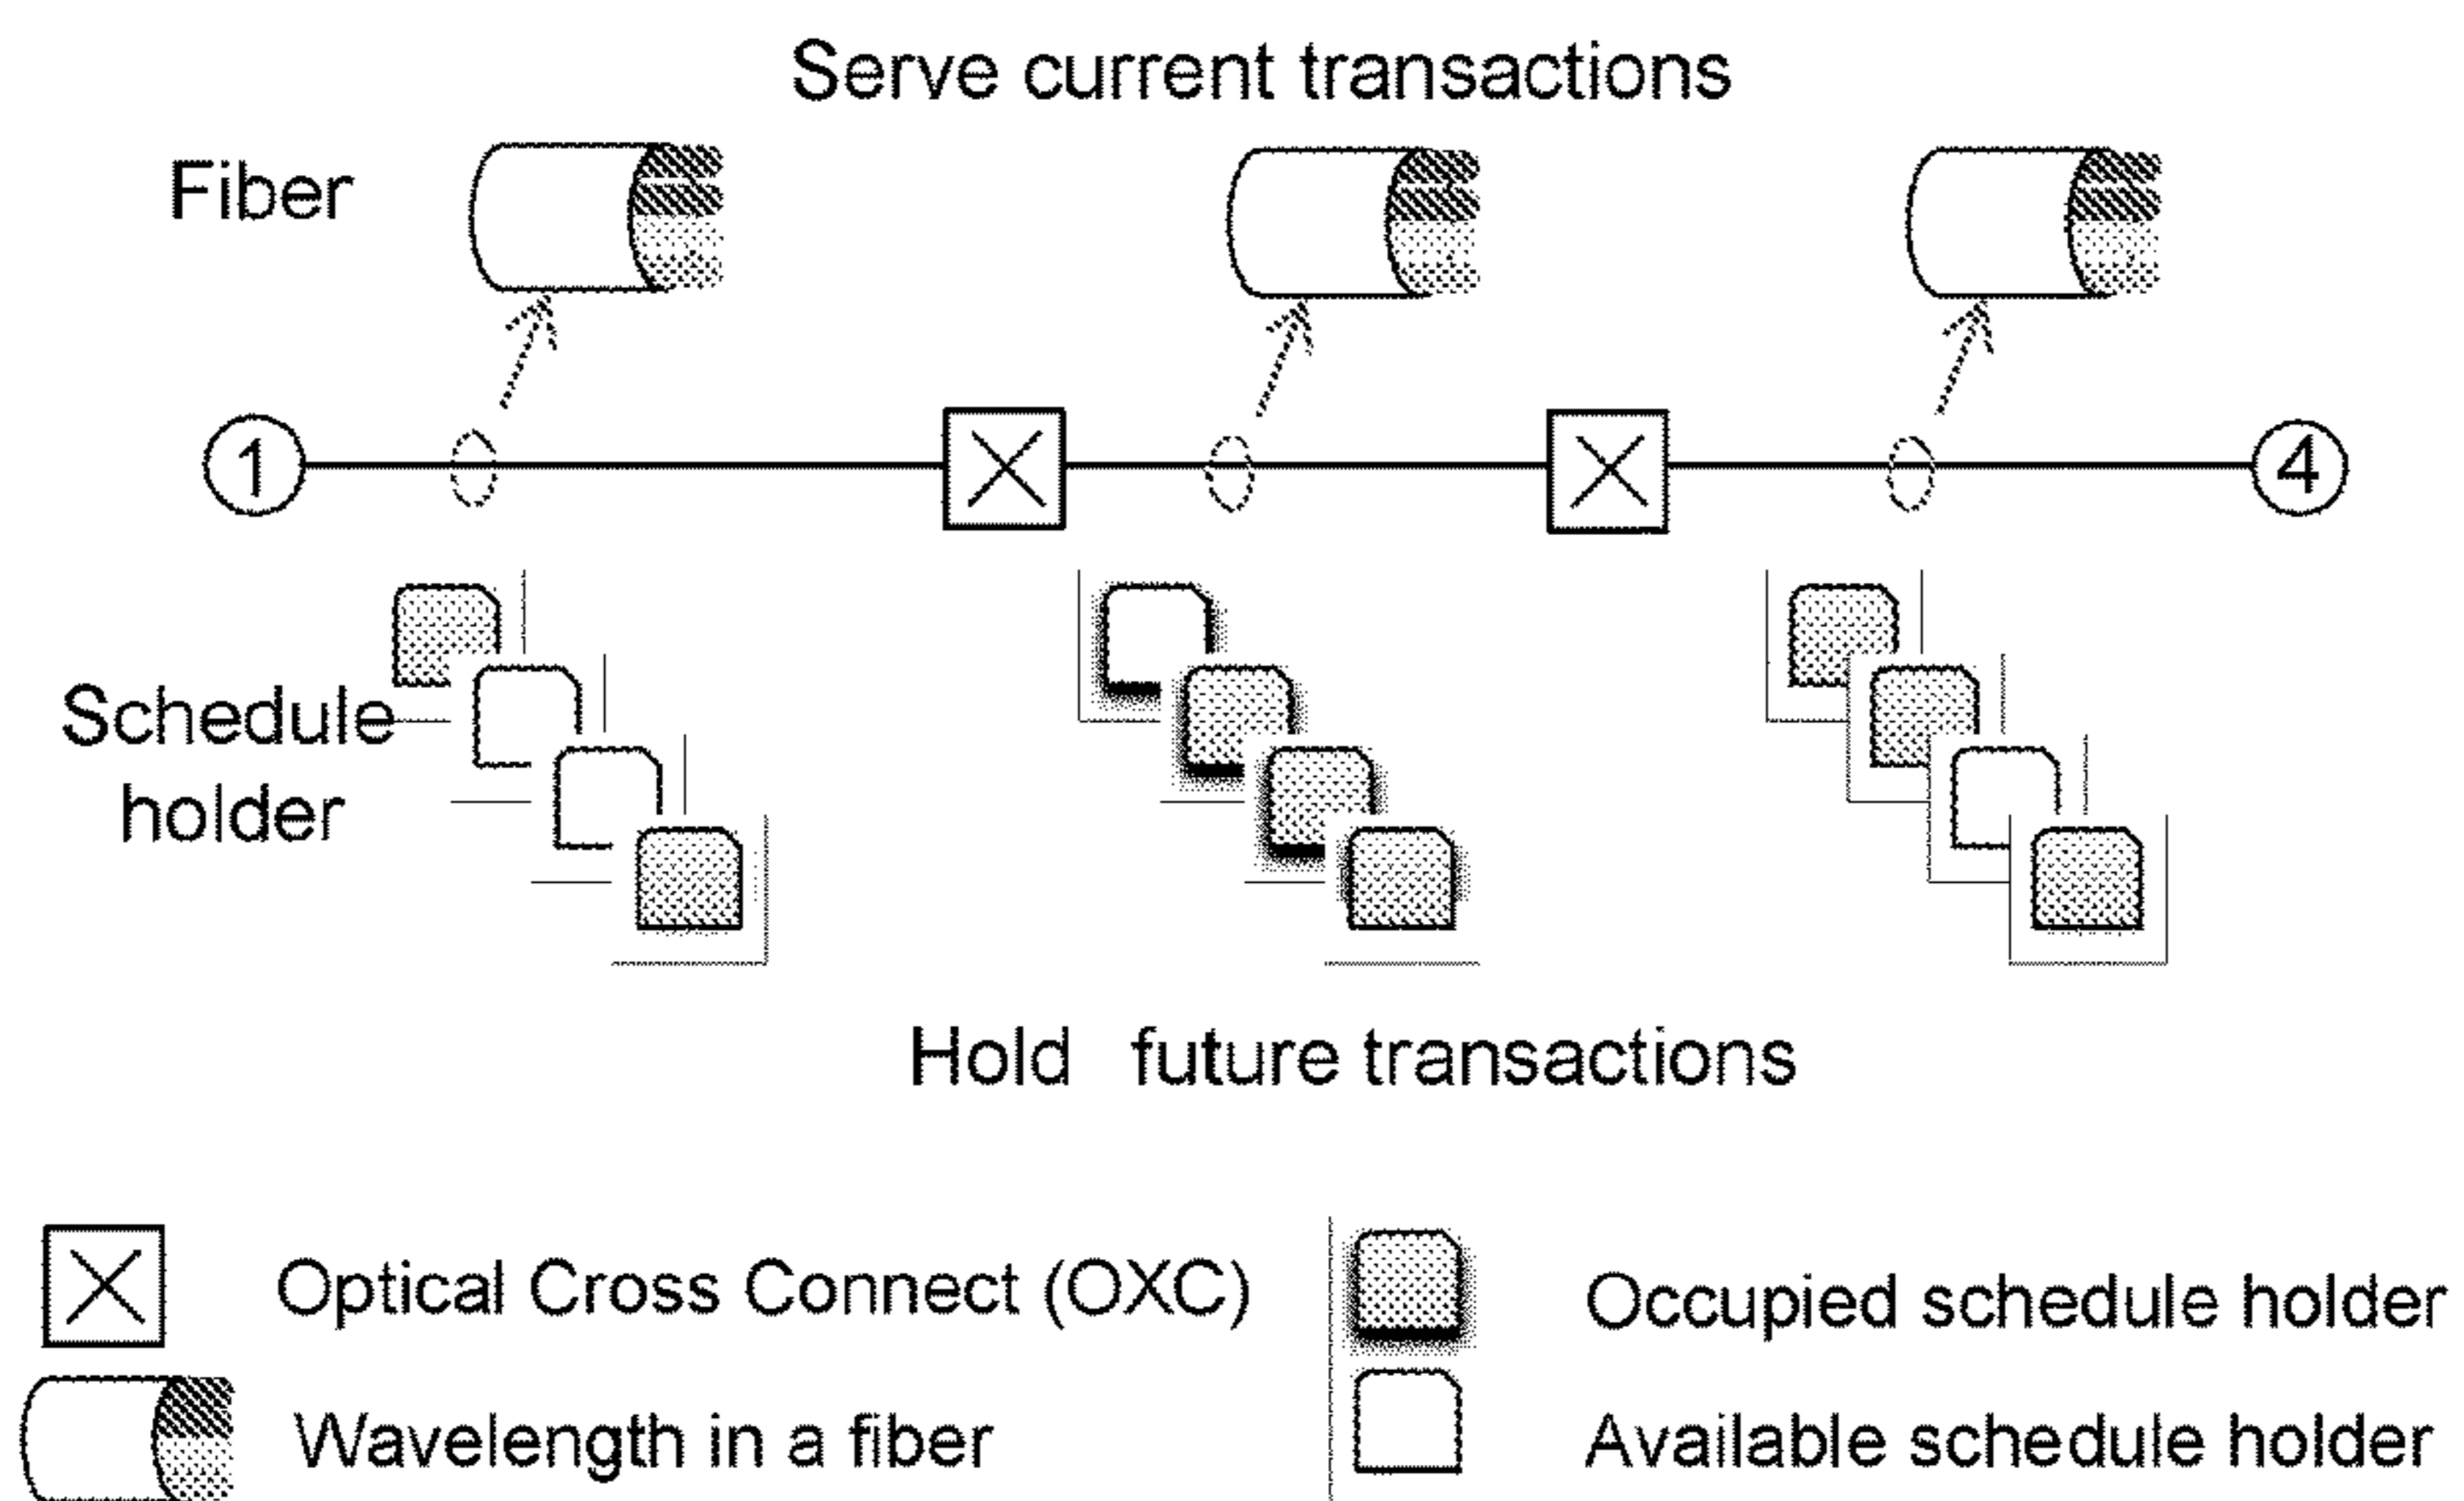 Serve current transactions
Fiber
1
4
Schedule
holder
Hold future transactions
Optical Cross Connect (OXC)
Occupied schedule holder
Wavelength in a fiber
Available schedule holder